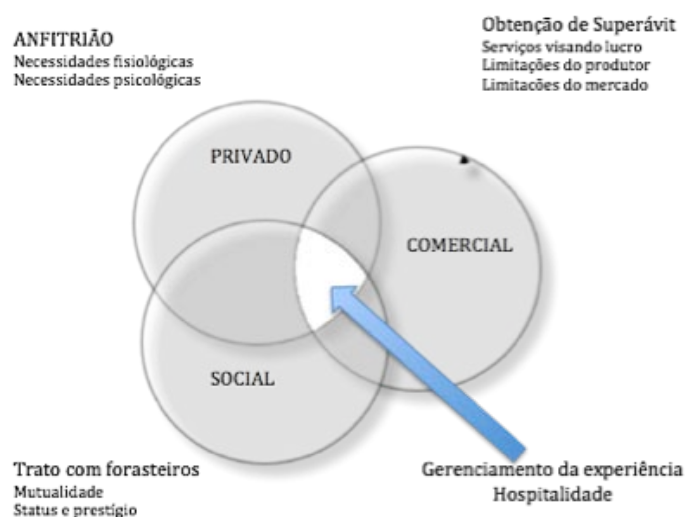 ANFITRIÃO
Necessidades fisiológicas
Necessidades psicológicas
Obtenção de Superávit
Serviços visando lucro
Limitações do produtor
Limitações do mercado
PRIVADO
COMERCIAL
SOCIAL
Trato com forasteiros
Mutualidade
Status e prestígio
Gerenciamento da experiência
Hospitalidade